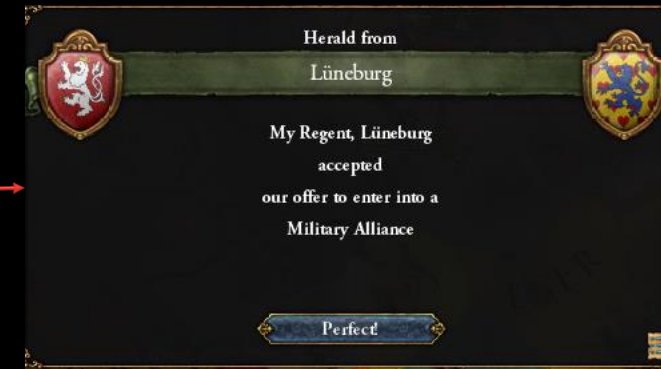 Herald from
Lüneburg
My Regent, Lüneburg
accepted
our offer to enter into a
Military Alliance
Perfect!